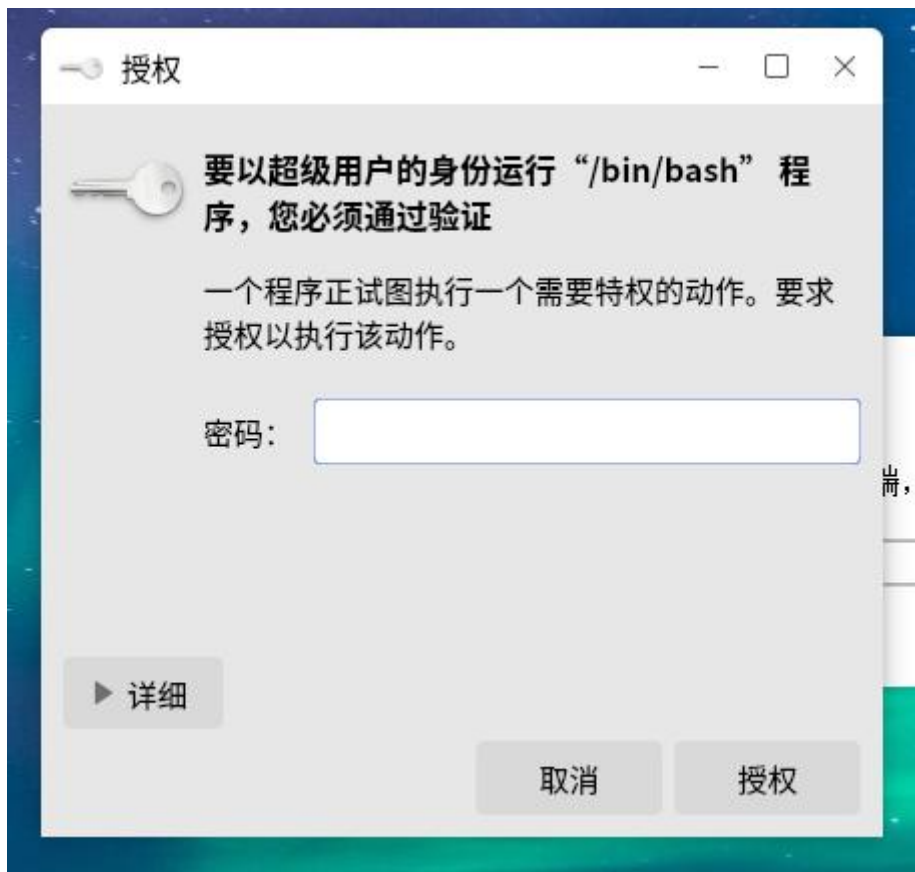 授权
要以超级用户的身份运行“/bin/bash” 程
序，您必须通过验证
一个程序正试图执行一个需要特权的动作。要求
授权以执行该动作。
密码：
端，
详细
取消
授权